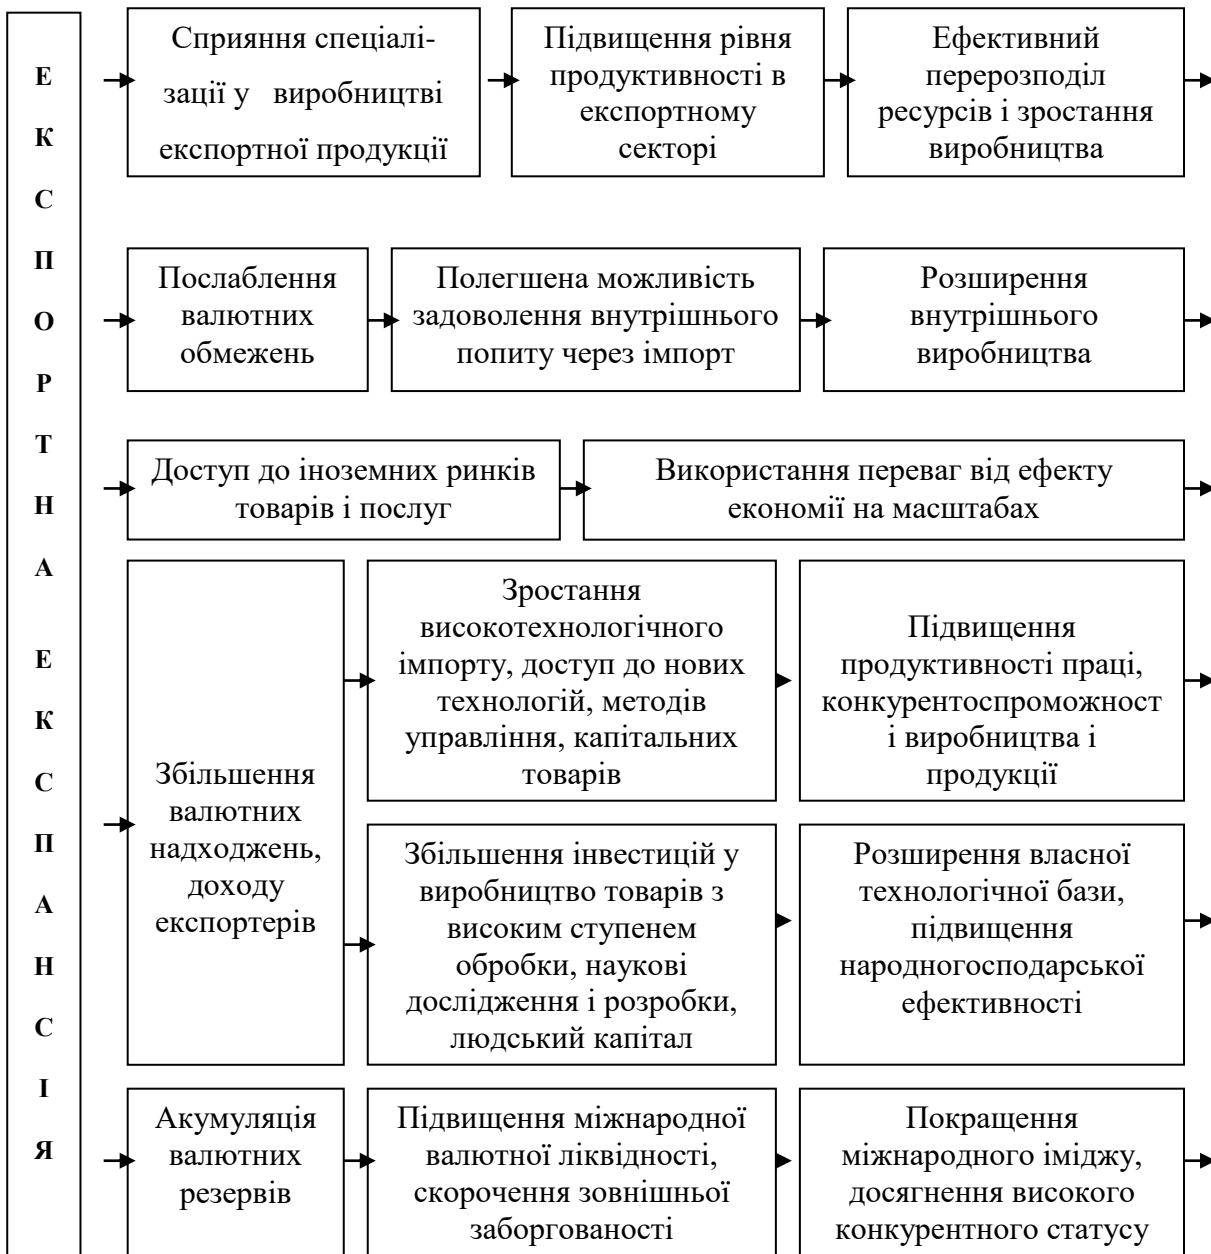 ЕКСПОРТНА ЕКСПАНСІЯ
Сприяння спеціалі-
зації у виробництві
експортної продукції
Підвищення рівня
продуктивності в
експортному
секторі
Ефективний
перерозподіл
ресурсів і зростання
виробництва
Послаблення
валютних
обмежень
Полегшена можливість
задоволення внутрішнього
попиту через імпорт
Розширення
внутрішнього
виробництва
Доступ до іноземних ринків
товарів і послуг
Використання переваг від ефекту
економії на масштабах
Збільшення
валютних
надходжень,
доходу
експортерів
Зростання
високотехнологічного
імпорту, доступ до нових
технологій, методів
управління, капітальних
товарів
Підвищення
продуктивності праці,
конкурентоспроможност
і виробництва і
продукції
Збільшення інвестицій у
виробництво товарів з
високим ступенем
обробки, наукові
дослідження і розробки,
людський капітал
Розширення власної
технологічної бази,
підвищення
народногосподарської
ефективності
Акумуляція
валютних
резервів
Підвищення міжнародної
валютної ліквідності,
скорочення зовнішньої
заборгованості
Покращення
міжнародного іміджу,
досягнення високого
конкурентного статусу